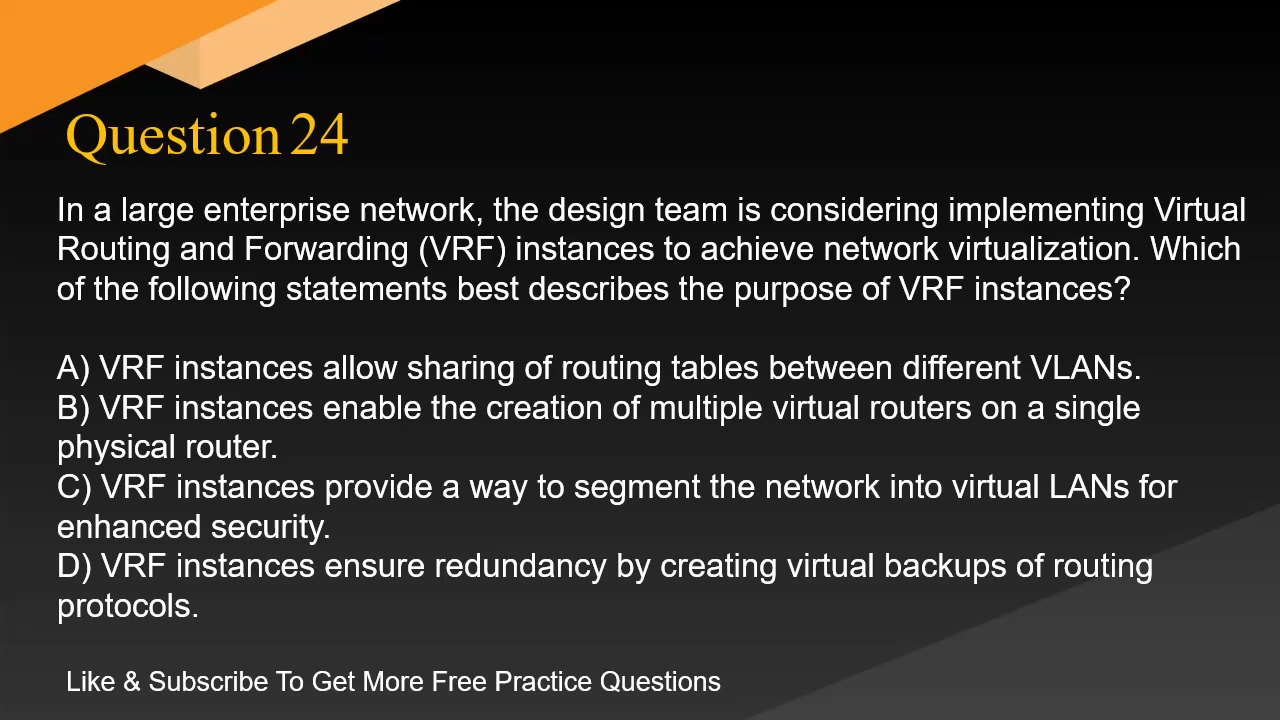 Question 24
In a large enterprise network, the design team is considering implementing Virtual
Routing and Forwarding (VRF) instances to achieve network virtualization. Which
of the following statements best describes the purpose of VRF instances?
A) VRF instances allow sharing of routing tables between different VLANs.
B) VRF instances enable the creation of multiple virtual routers on a single
physical router.
C) VRF instances provide a way to segment the network into virtual LANs for
enhanced security.
D) VRF instances ensure redundancy by creating virtual backups of routing
protocols.
Like & Subscribe To Get More Free Practice Questions